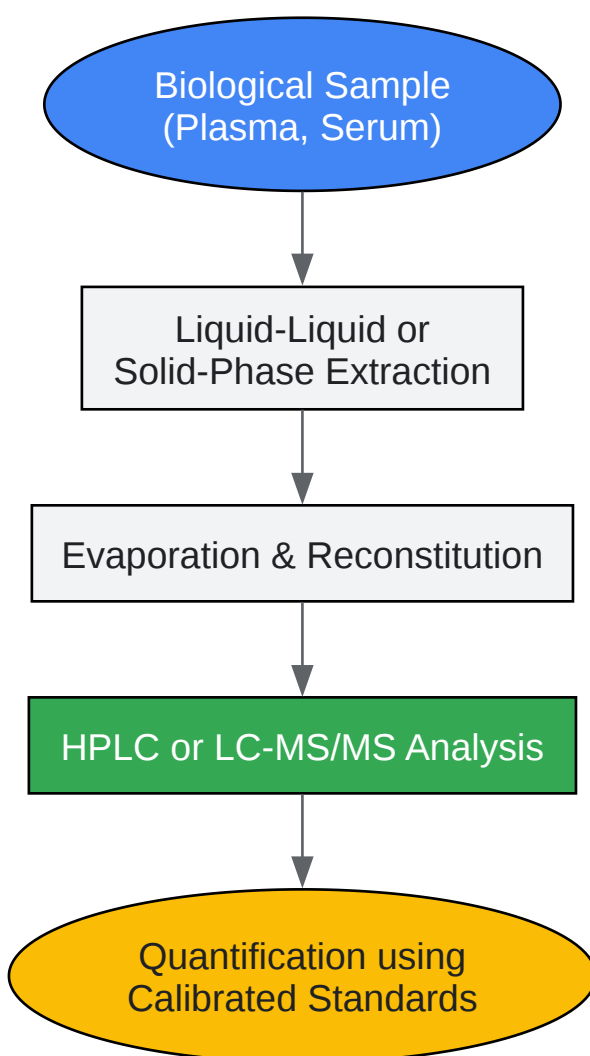 Biological Sample
(Plasma, Serum)
Liquid-Liquid or
Solid-Phase Extraction
Evaporation & Reconstitution
HPLC or LC-MS/MS Analysis
Quantification using
Calibrated Standards